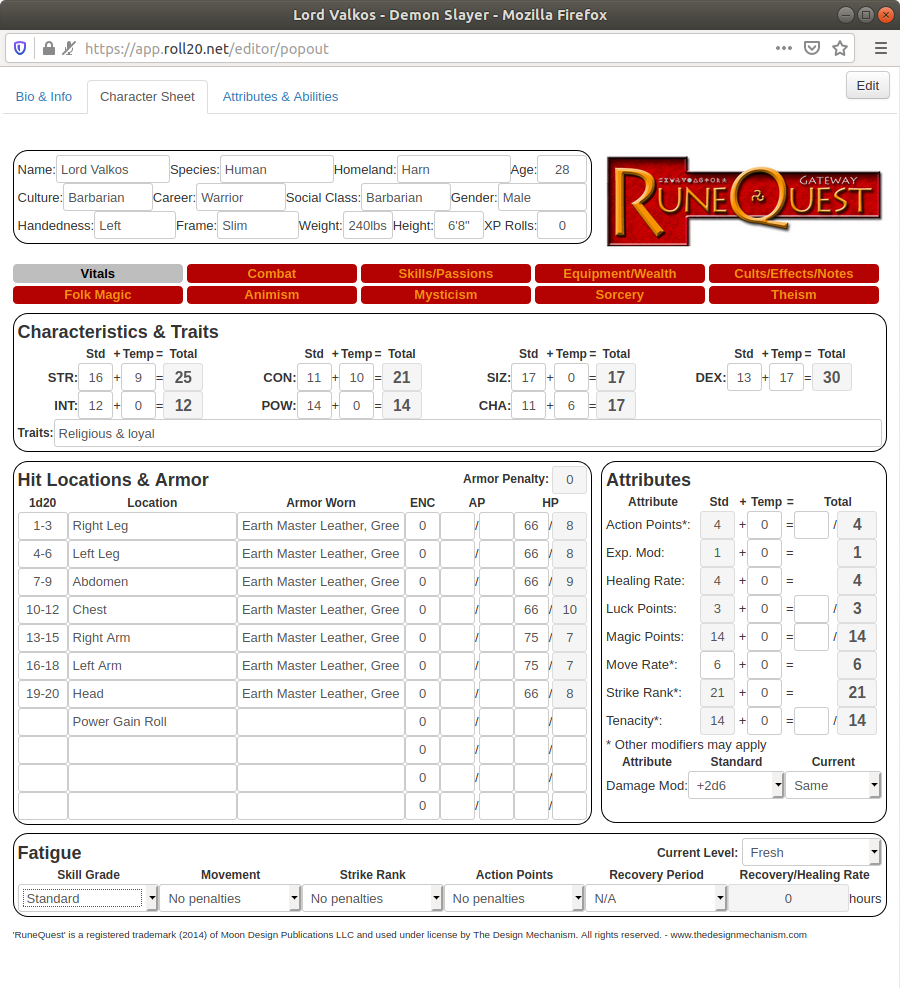 Lord Valkos - Demon Slayer - Mozilla Firefox
https://app.roll20.net/editor/popout
Bio & Info Character Sheet Attributes & Abilities Edit
Name: Lord Valkos Species: Human Homeland: Harn Age: 28
Culture: Barbarian Career: Warrior Social Class: Barbarian Gender: Male
Handedness: Left Frame: Slim Weight: 240lbs Height: 6'8" XP Rolls: 0
GATEWAY
RUNEQUEST
Vitals Combat Skills/Passions Equipment/Wealth Cults/Effects/Notes
Folk Magic Animism Mysticism Sorcery Theism
Characteristics & Traits
Std + Temp = Total Std + Temp = Total Std + Temp = Total Std + Temp = Total
STR: 16 + 9 = 25 CON: 11 + 10 = 21 SIZ: 17 + 0 = 17 DEX: 13 + 17 = 30
INT: 12 + 0 = 12 POW: 14 + 0 = 14 CHA: 11 + 6 = 17
Traits: Religious & loyal
Hit Locations & Armor Armor Penalty: 0
1d20 Location Armor Worn ENC AP HP
1-3 Right Leg Earth Master Leather, Gree 0 / 66 / 8
4-6 Left Leg Earth Master Leather, Gree 0 / 66 / 8
7-9 Abdomen Earth Master Leather, Gree 0 / 66 / 9
10-12 Chest Earth Master Leather, Gree 0 / 66 / 10
13-15 Right Arm Earth Master Leather, Gree 0 / 75 / 7
16-18 Left Arm Earth Master Leather, Gree 0 / 75 / 7
19-20 Head Earth Master Leather, Gree 0 / 66 / 8
Power Gain Roll 0 / /
0 / /
0 / /
0 / /
Attributes
Attribute Std + Temp = Total
Action Points*: 4 + 0 = / 4
Exp. Mod: 1 + 0 = 1
Healing Rate: 4 + 0 = 4
Luck Points: 3 + 0 = / 3
Magic Points: 14 + 0 = / 14
Move Rate*: 6 + 0 = 6
Strike Rank*: 21 + 0 = 21
Tenacity*: 14 + 0 = / 14
* Other modifiers may apply
Attribute Standard Current
Damage Mod: +2d6 Same
Fatigue Current Level: Fresh
Skill Grade Movement Strike Rank Action Points Recovery Period Recovery/Healing Rate
Standard No penalties No penalties No penalties N/A 0 hours
'RuneQuest' is a registered trademark (2014) of Moon Design Publications LLC and used under license by The Design Mechanism. All rights reserved. - www.thedesignmechanism.com